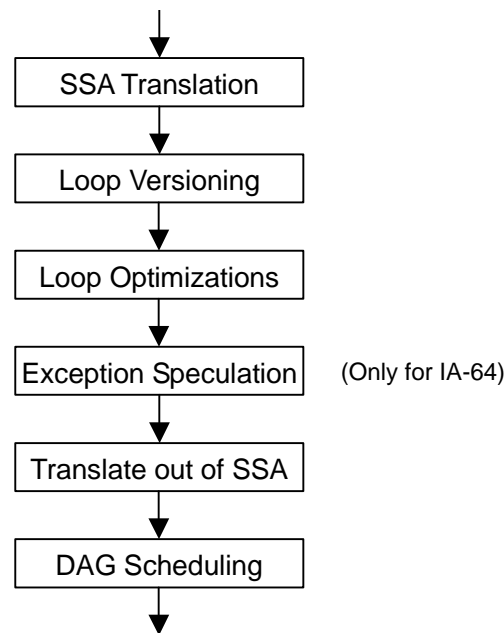 SSA Translation
Loop Versioning
Loop Optimizations
Exception Speculation (Only for IA-64)
Translate out of SSA
DAG Scheduling